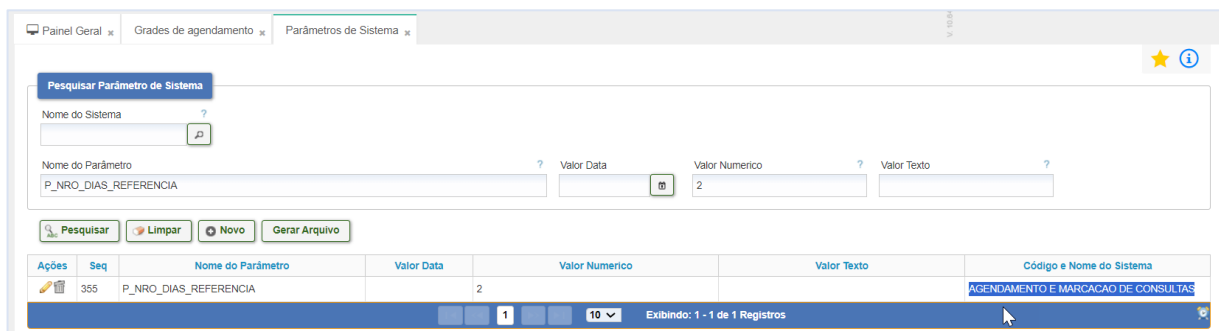 Painel Geral x Grades de agendamento x Parâmetros de Sistema x
Pesquisar Parâmetro de Sistema
Nome do Sistema ?
Nome do Parâmetro ? Valor Data Valor Numerico ? Valor Texto ?
P_NRO_DIAS_REFERENCIA 2
Pesquisar Limpar Novo Gerar Arquivo
Ações Seq Nome do Parâmetro Valor Data Valor Numerico Valor Texto Código e Nome do Sistema
355 P_NRO_DIAS_REFERENCIA 2 AGENDAMENTO E MARCACAO DE CONSULTAS
1 10 Exibindo: 1 - 1 de 1 Registros